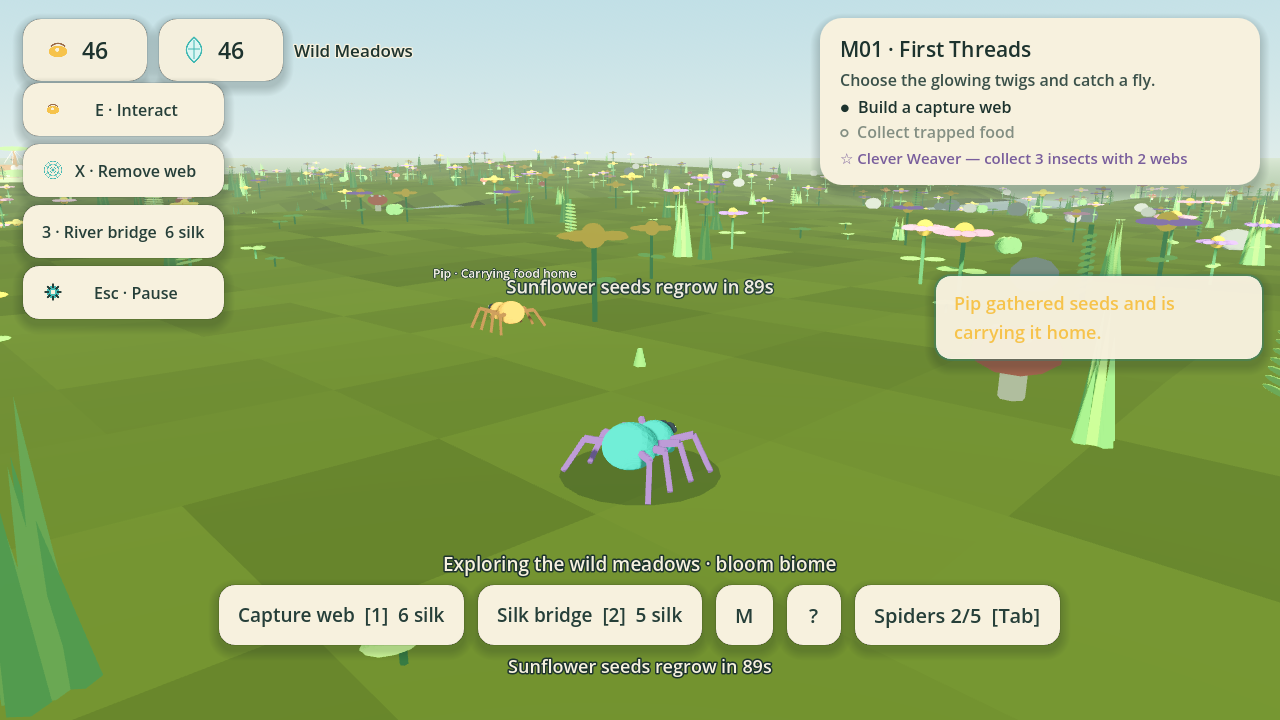 46
46
Wild Meadows
E · Interact
X · Remove web
3 · River bridge 6 silk
Esc · Pause
M01 · First Threads
Choose the glowing twigs and catch a fly.
● Build a capture web
○ Collect trapped food
☆ Clever Weaver — collect 3 insects with 2 webs
Pip · Carrying food home
Sunflower seeds regrow in 89s
Pip gathered seeds and is
carrying it home.
Exploring the wild meadows · bloom biome
Capture web [1] 6 silk
Silk bridge [2] 5 silk
M
?
Spiders 2/5 [Tab]
Sunflower seeds regrow in 89s